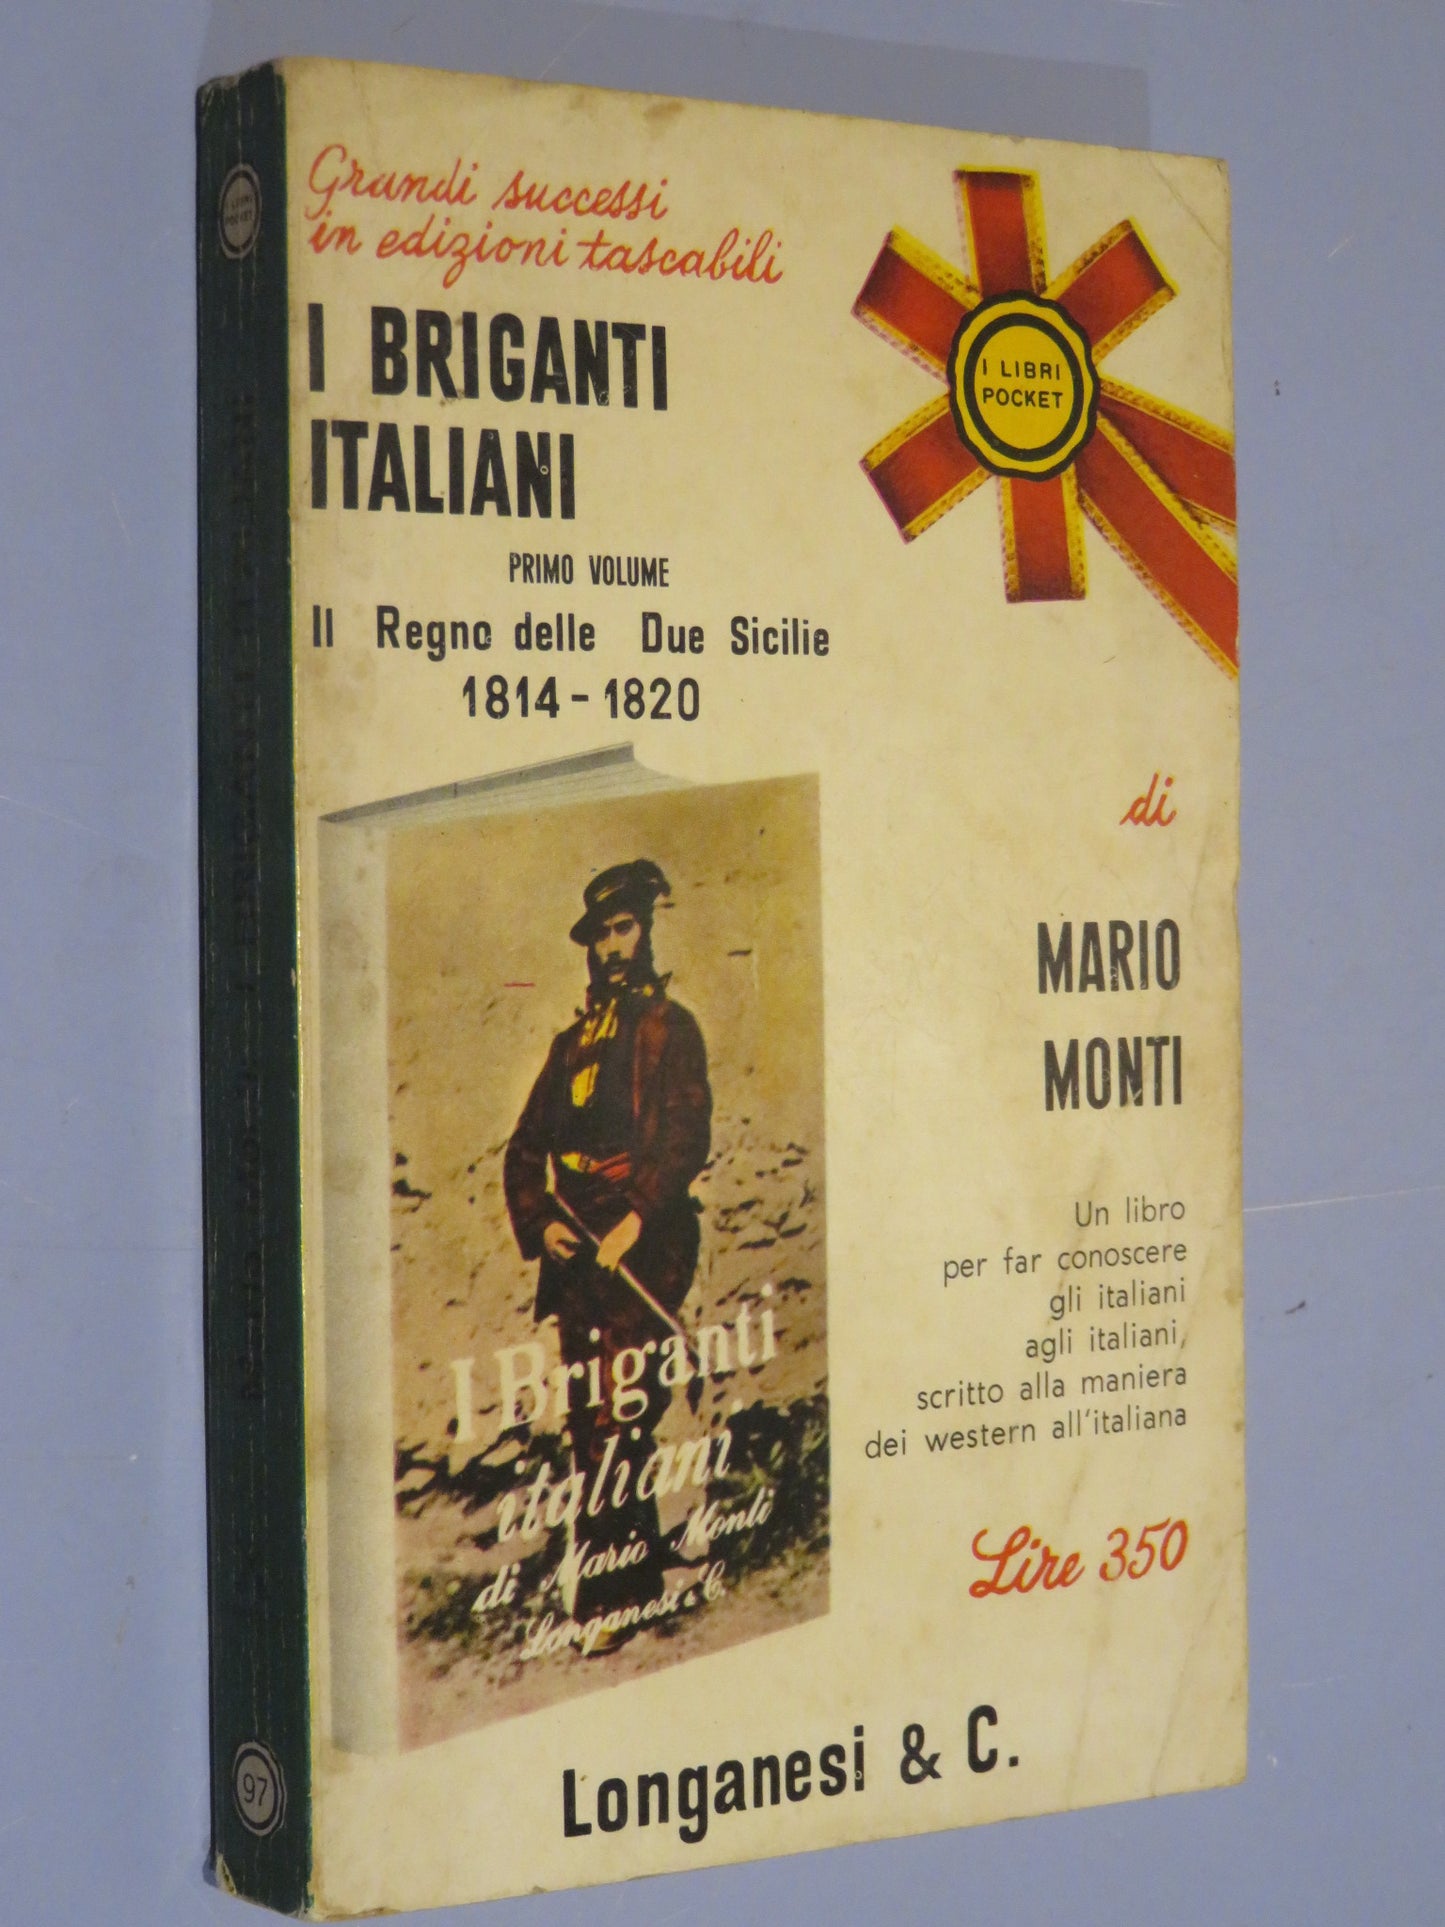 Grandi successi
in edizioni tascabili
I BRIGANTI
ITALIANI
PRIMO VOLUME
Il Regno delle Due Sicilie
1814-1820
I LIBRI
POCKET
di
MARIO
MONTI
Un libro
per far conoscere
gli italiani
agli italiani,
scritto alla maniera
dei western all'italiana
Lire 350
I Briganti
italiani
di Mario Monti
Longanesi & C.
Longanesi & C.
I LIBRI
POCKET
97